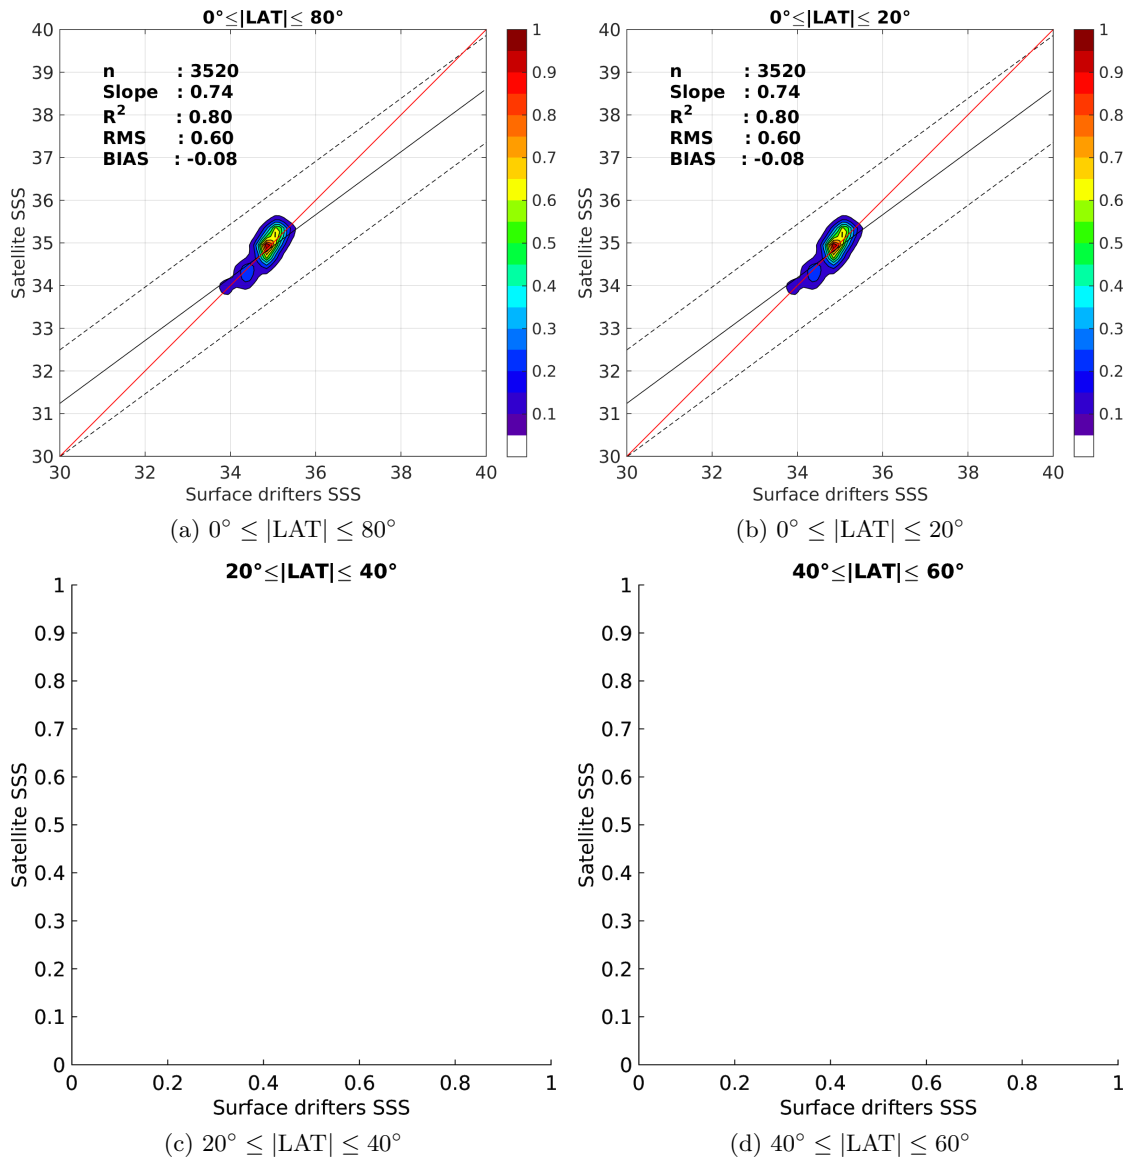 0°≤|LAT|≤ 80°
40
39
38
37
36
35
34
33
32
31
30
n : 3520
Slope : 0.74
R² : 0.80
RMS : 0.60
BIAS : -0.08
Satellite SSS
30 32 34 36 38 40
Surface drifters SSS
1
0.9
0.8
0.7
0.6
0.5
0.4
0.3
0.2
0.1
(a) 0° ≤ |LAT| ≤ 80°
0°≤|LAT|≤ 20°
40
39
38
37
36
35
34
33
32
31
30
n : 3520
Slope : 0.74
R² : 0.80
RMS : 0.60
BIAS : -0.08
Satellite SSS
30 32 34 36 38 40
Surface drifters SSS
1
0.9
0.8
0.7
0.6
0.5
0.4
0.3
0.2
0.1
(b) 0° ≤ |LAT| ≤ 20°
20°≤|LAT|≤ 40°
1
0.9
0.8
0.7
0.6
0.5
0.4
0.3
0.2
0.1
0
Satellite SSS
0 0.2 0.4 0.6 0.8 1
Surface drifters SSS
(c) 20° ≤ |LAT| ≤ 40°
40°≤|LAT|≤ 60°
1
0.9
0.8
0.7
0.6
0.5
0.4
0.3
0.2
0.1
0
Satellite SSS
0 0.2 0.4 0.6 0.8 1
Surface drifters SSS
(d) 40° ≤ |LAT| ≤ 60°